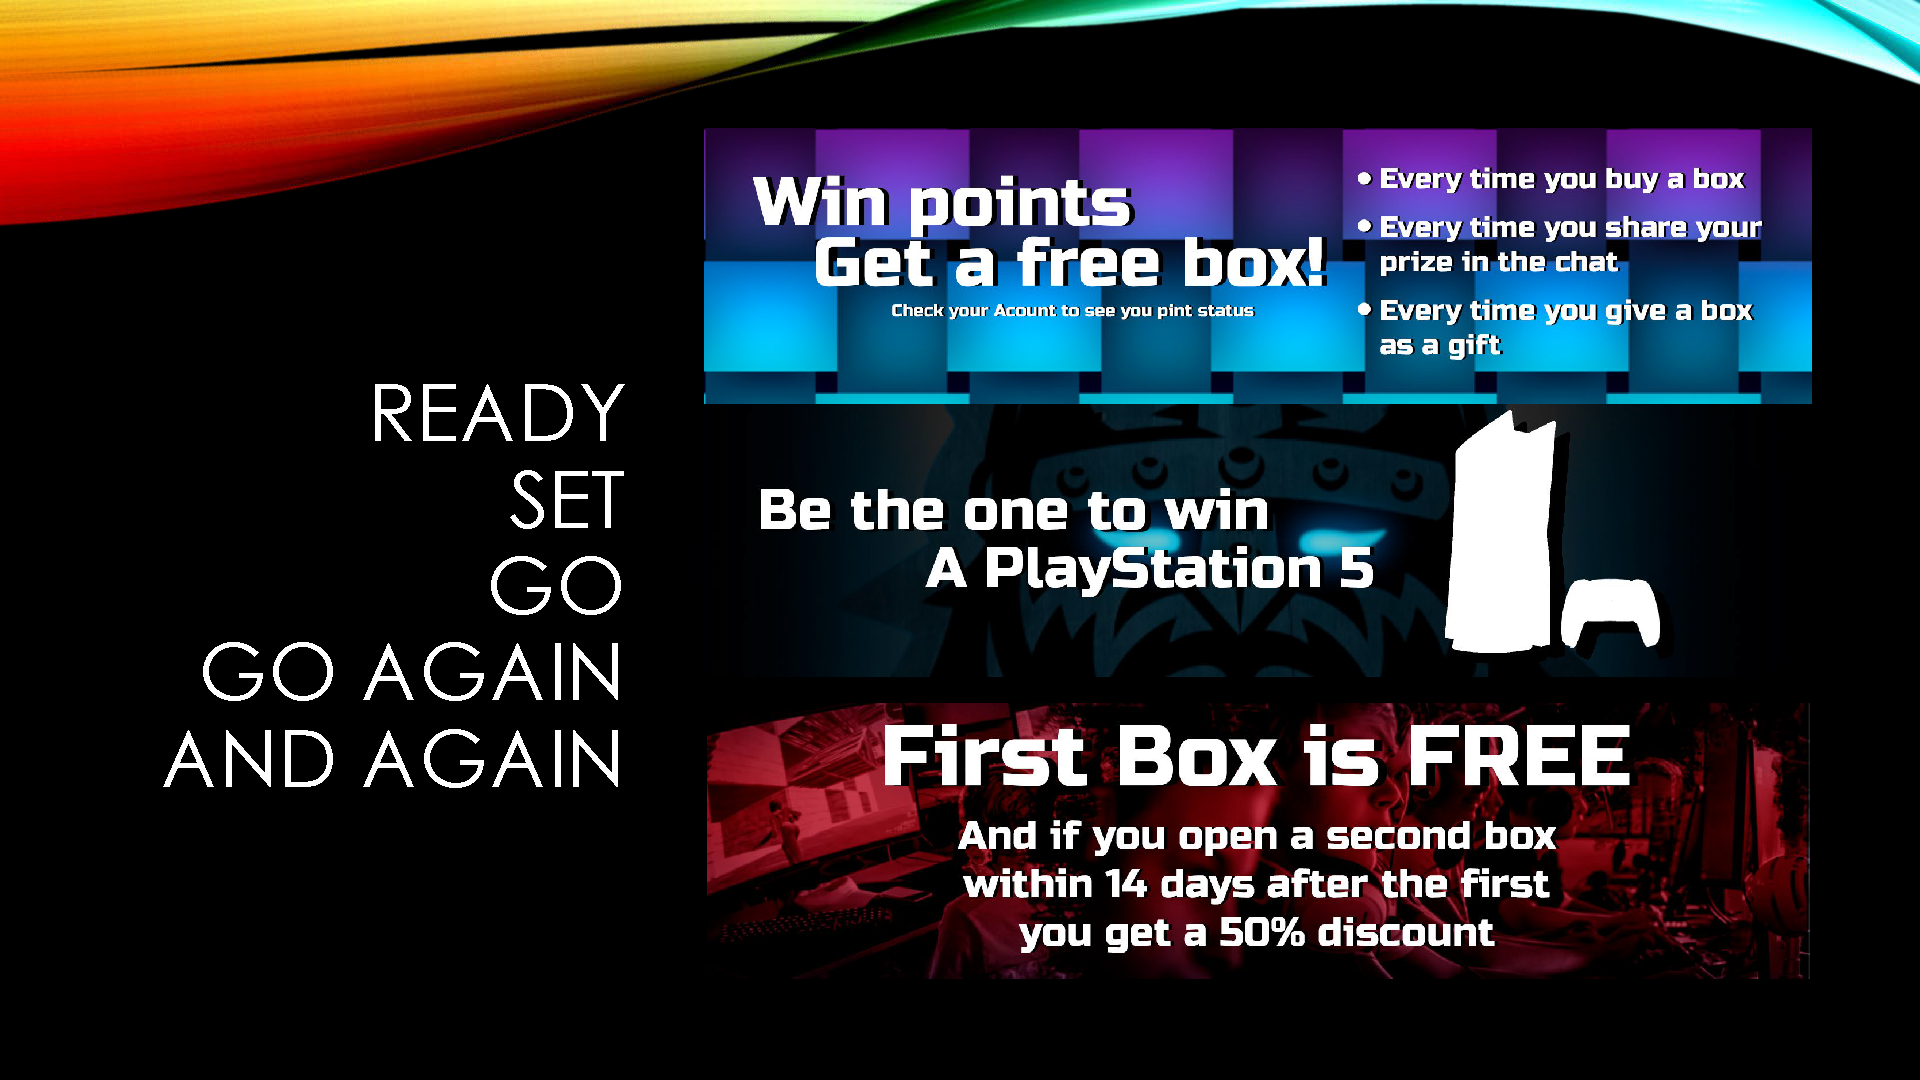 READY
SET
GO
GO AGAIN
AND AGAIN
Win points
Get a free box!
Check your Acount to see you pint status
• Every time you buy a box
• Every time you share your
prize in the chat
• Every time you give a box
as a gift
Be the one to win
A PlayStation 5
First Box is FREE
And if you open a second box
within 14 days after the first
you get a 50% discount